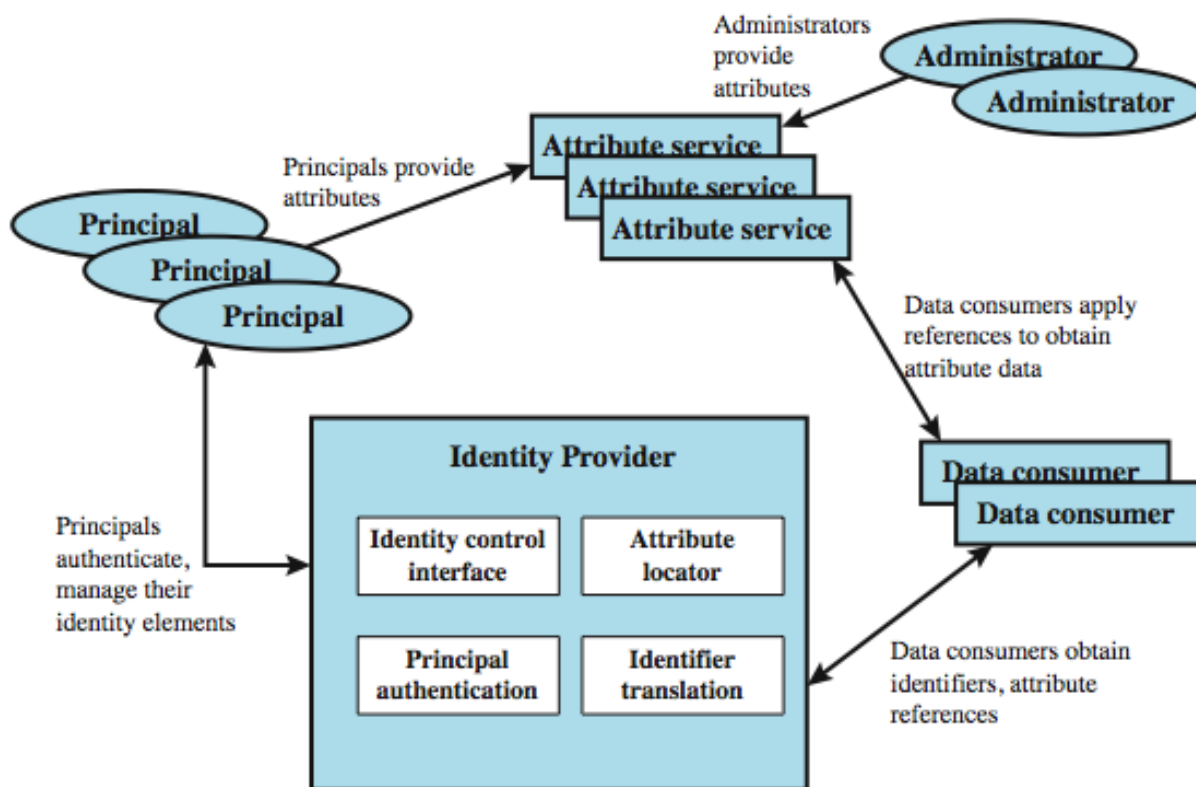 Administrators
provide
attributes
Administrator
Administrator
Attribute service
Attribute service
Attribute service
Principals provide
attributes
Principal
Principal
Principal
Data consumers apply
references to obtain
attribute data
Identity Provider
Data consumer
Data consumer
Identity control
interface
Attribute
locator
Principals
authenticate,
manage their
identity elements
Principal
authentication
Identifier
translation
Data consumers obtain
identifiers, attribute
references